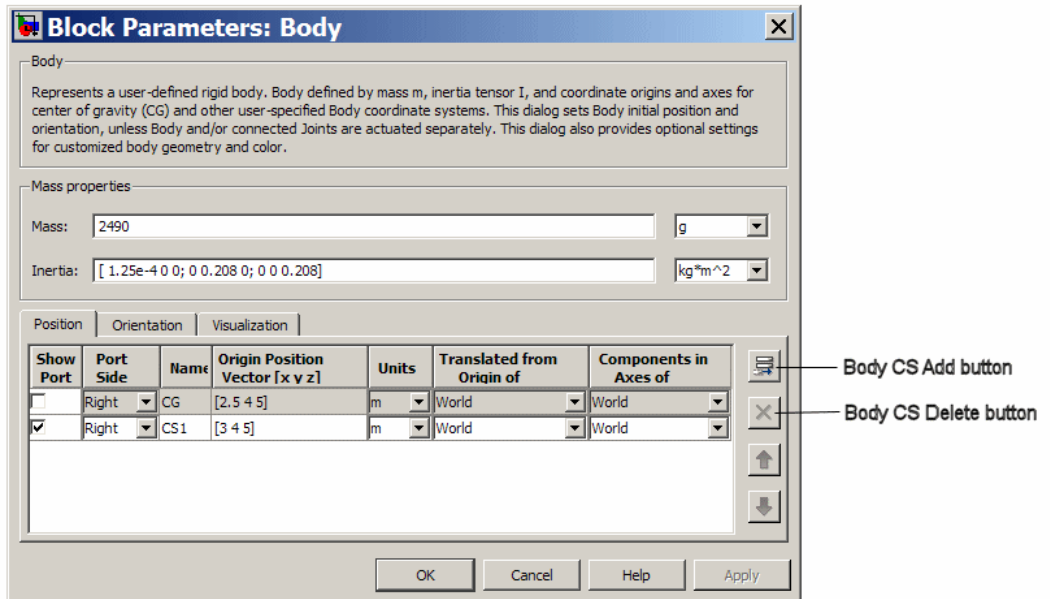 Block Parameters: Body
Body
Represents a user-defined rigid body. Body defined by mass m, inertia tensor I, and coordinate origins and axes for
center of gravity (CG) and other user-specified Body coordinate systems. This dialog sets Body initial position and
orientation, unless Body and/or connected Joints are actuated separately. This dialog also provides optional settings
for customized body geometry and color.
Mass properties
Mass: 2490 g
Inertia: [ 1.25e-4 0 0; 0 0.208 0; 0 0 0.208] kg*m^2
Position Orientation Visualization
Show Port Port Side Name Origin Position Vector [x y z] Units Translated from Origin of Components in Axes of
Right CG [2.5 4 5] m World World
Right CS1 [3 4 5] m World World
Body CS Add button
Body CS Delete button
OK Cancel Help Apply